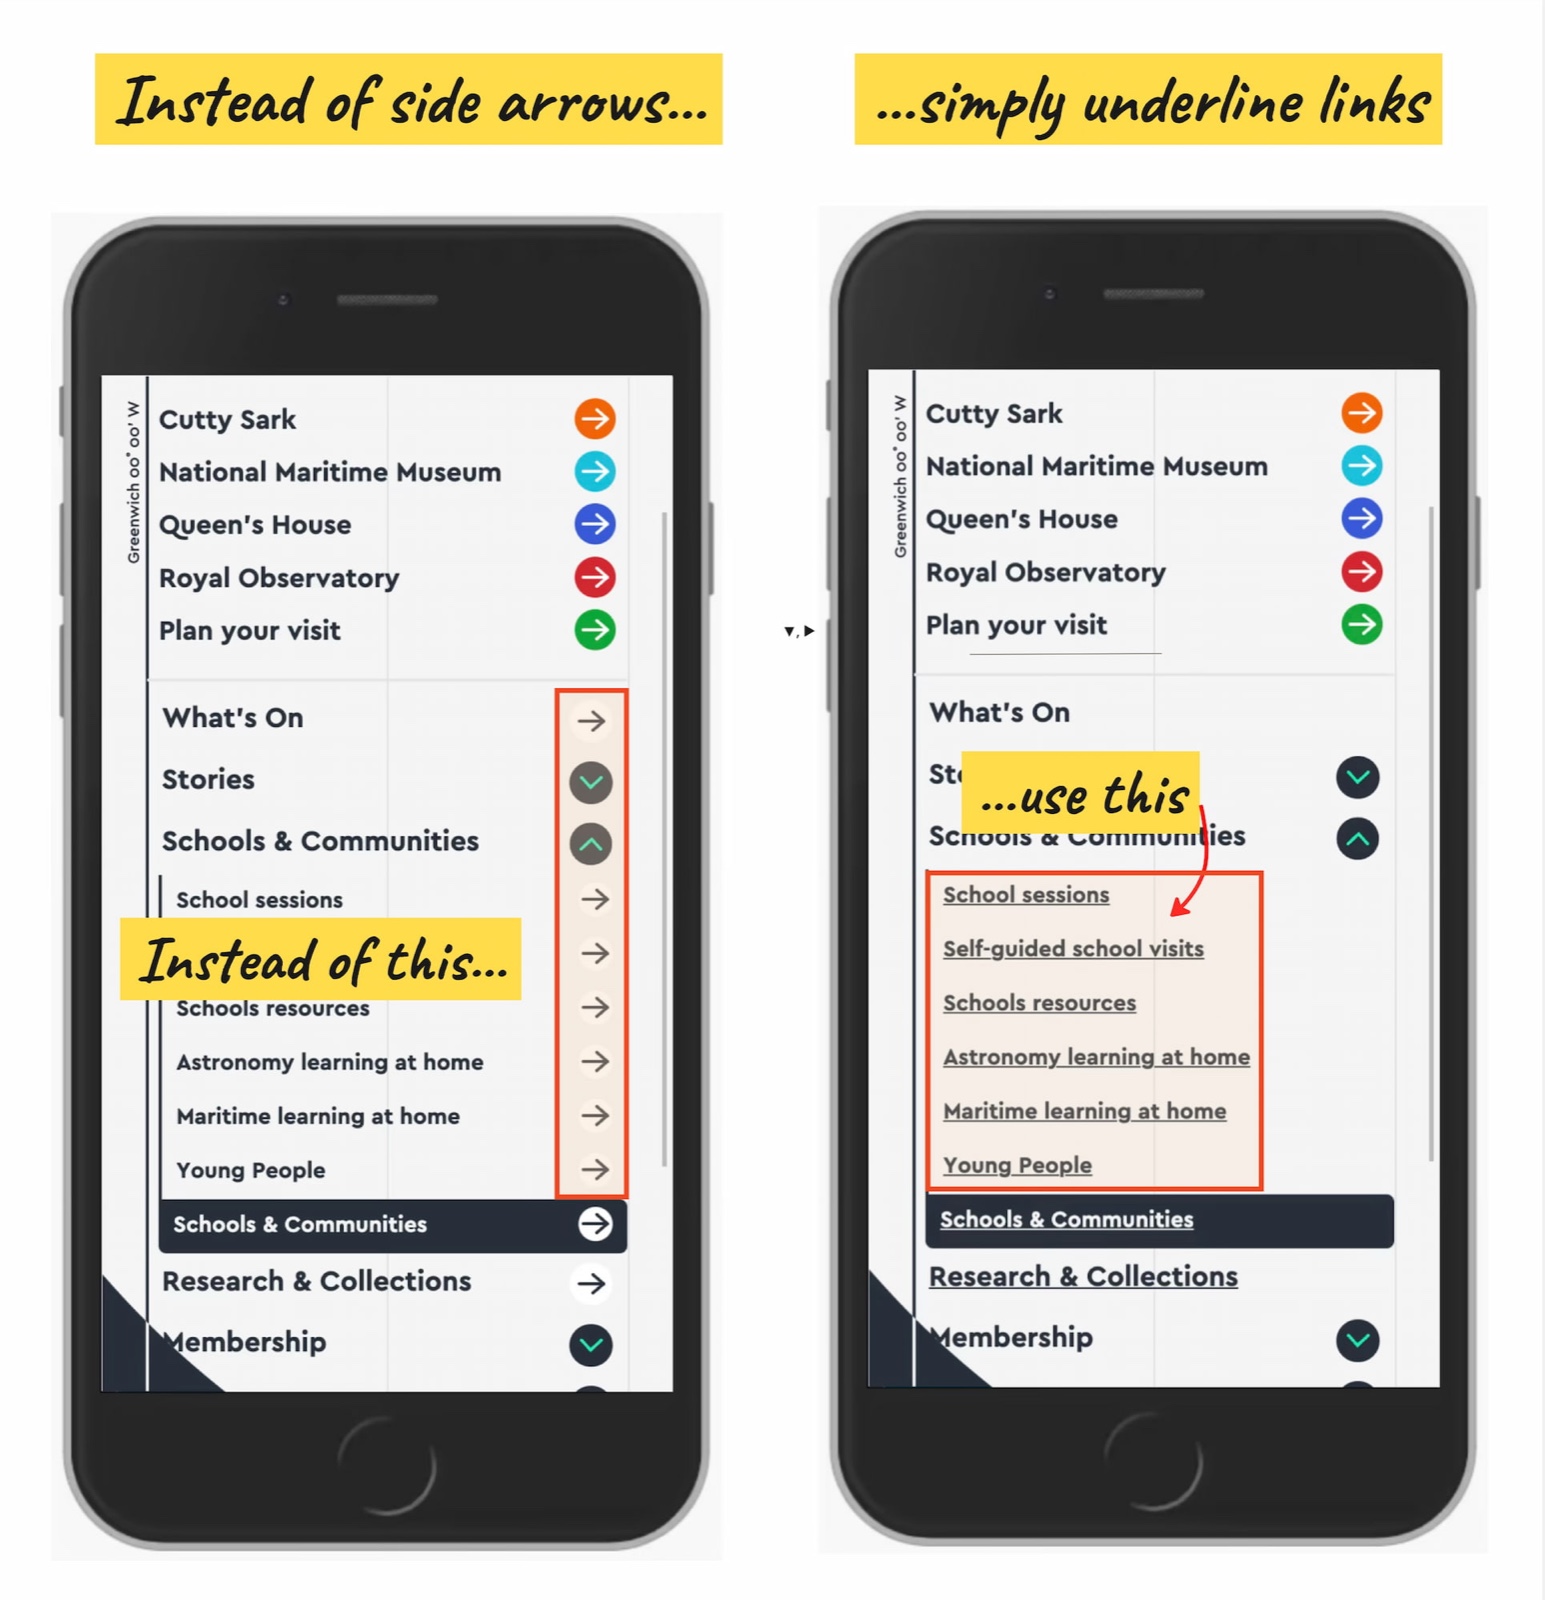 Instead of side arrows...
...simply underline links
Greenwich 00° 00' W
Cutty Sark
National Maritime Museum
Queen's House
Royal Observatory
Plan your visit
What's On
Stories
Schools & Communities
School sessions
Instead of this...
Schools resources
Astronomy learning at home
Maritime learning at home
Young People
Schools & Communities
Research & Collections
Membership
Greenwich 00° 00' W
Cutty Sark
National Maritime Museum
Queen's House
Royal Observatory
Plan your visit
What's On
...use this
Schools & Communities
School sessions
Self-guided school visits
Schools resources
Astronomy learning at home
Maritime learning at home
Young People
Schools & Communities
Research & Collections
Membership